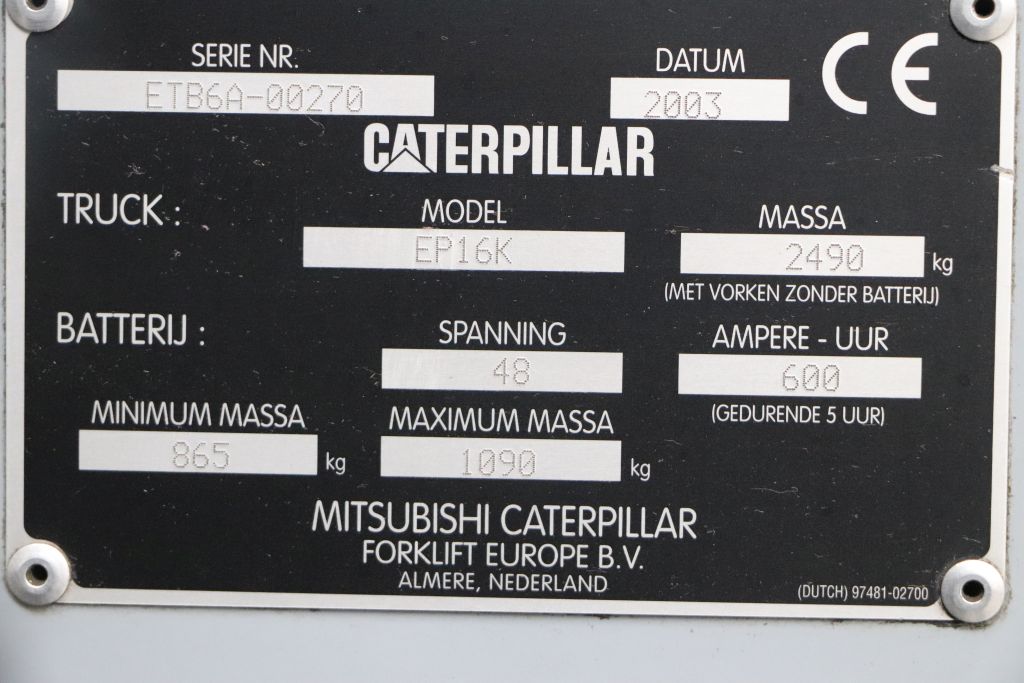 SERIE NR. DATUM
ETB6A-00270 2003 CE
CATERPILLAR
TRUCK : MODEL MASSA
EP16K 2490 kg
(MET VORKEN ZONDER BATTERIJ)
BATTERIJ : SPANNING AMPERE - UUR
48 600
MINIMUM MASSA MAXIMUM MASSA (GEDURENDE 5 UUR)
865 kg 1090 kg
MITSUBISHI CATERPILLAR
FORKLIFT EUROPE B.V.
ALMERE, NEDERLAND
(DUTCH) 97481-02700